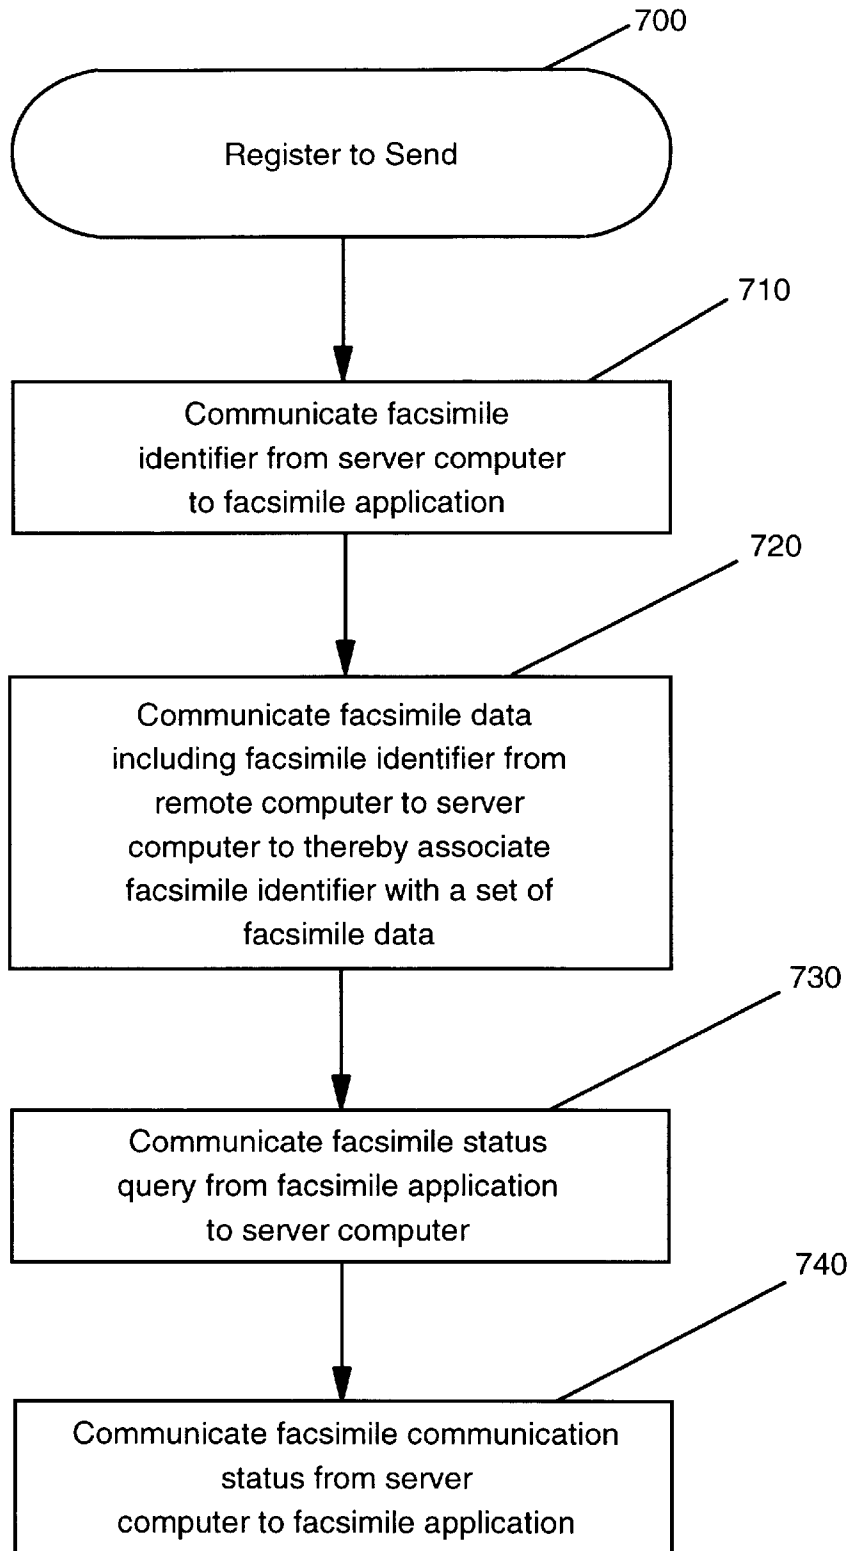 700
Register to Send
710
Communicate facsimile
identifier from server computer
to facsimile application
720
Communicate facsimile data
including facsimile identifier from
remote computer to server
computer to thereby associate
facsimile identifier with a set of
facsimile data
730
Communicate facsimile status
query from facsimile application
to server computer
740
Communicate facsimile communication
status from server
computer to facsimile application